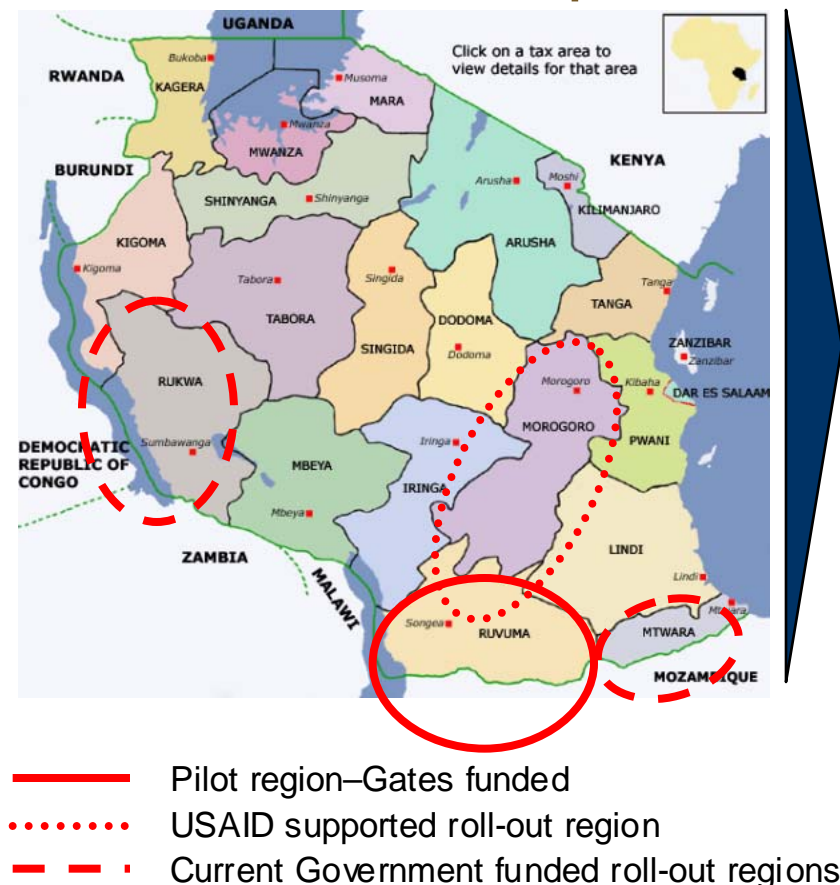 UGANDA
Bukoba
Click on a tax area to
view details for that area
RWANDA
KAGERA
Musoma
MARA
Mwanza
MWANZA
BURUNDI
KENYA
SHINYANGA
Shinyanga
Arusha
Moshi
KILIMANJARO
KIGOMA
Kigoma
ARUSHA
Tabora
Singida
TABORA
TANGA
Tanga
DODOMA
Dodoma
SINGIDA
ZANZIBAR
Zanzibar
RUKWA
Morogoro
Kibaha
DAR ES SALAAM
MOROGORO
PWANI
Sumbawanga
Iringa
DEMOCRATIC
REPUBLIC OF
CONGO
MBEYA
IRINGA
Mbeya
LINDI
ZAMBIA
Lindi
MALAWI
Songea
RUVUMA
MTWARA
MOZAMBIQUE
Pilot region–Gates funded
USAID supported roll-out region
Current Government funded roll-out regions